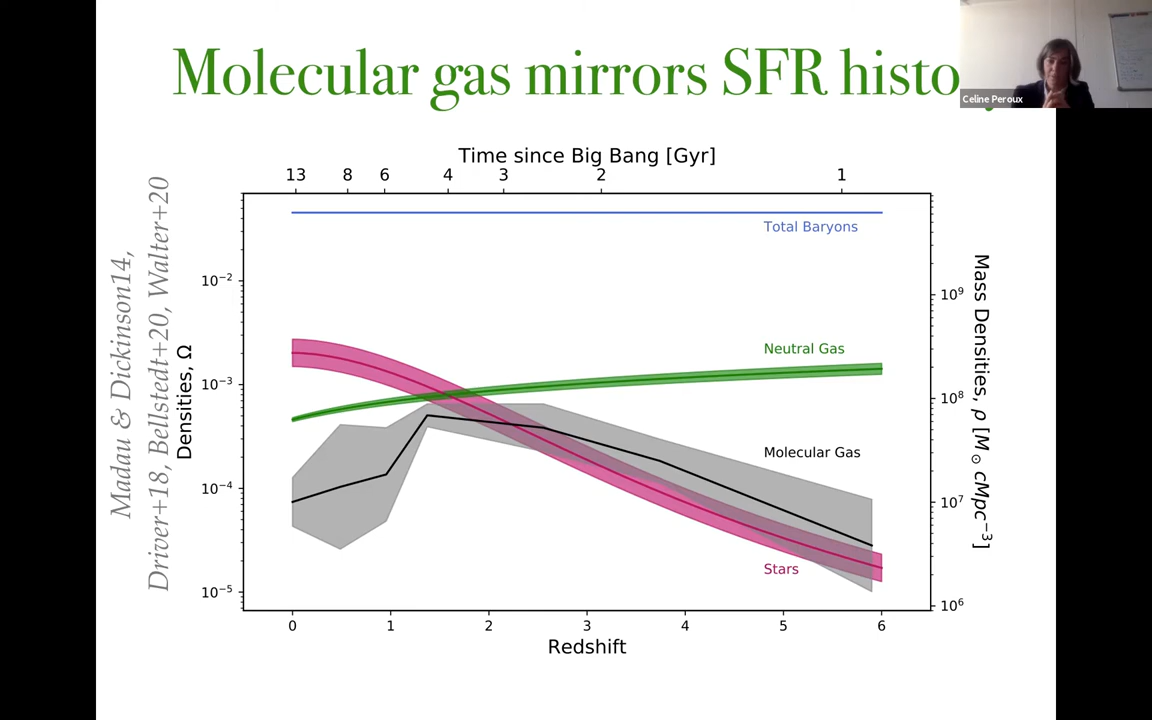 Molecular gas mirrors SFR histo
Celine Peroux
Madau & Dickinson14,
Driver+18, Bellstedt+20, Walter+20
Time since Big Bang [Gyr]
13 8 6 4 3 2 1
Total Baryons
Neutral Gas
Molecular Gas
Stars
Densities, Ω
10⁻²
10⁻³
10⁻⁴
10⁻⁵
Mass Densities, ρ [M⊙ cMpc⁻³]
10⁹
10⁸
10⁷
10⁶
0 1 2 3 4 5 6
Redshift